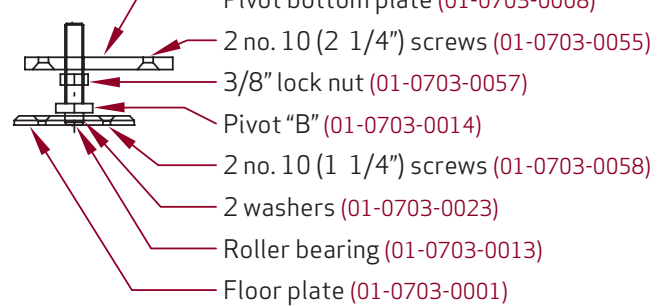 Pivot bottom plate (01-0703-0008)
2 no. 10 (2 1/4”) screws (01-0703-0055)
3/8” lock nut (01-0703-0057)
Pivot “B” (01-0703-0014)
2 no. 10 (1 1/4”) screws (01-0703-0058)
2 washers (01-0703-0023)
Roller bearing (01-0703-0013)
Floor plate (01-0703-0001)